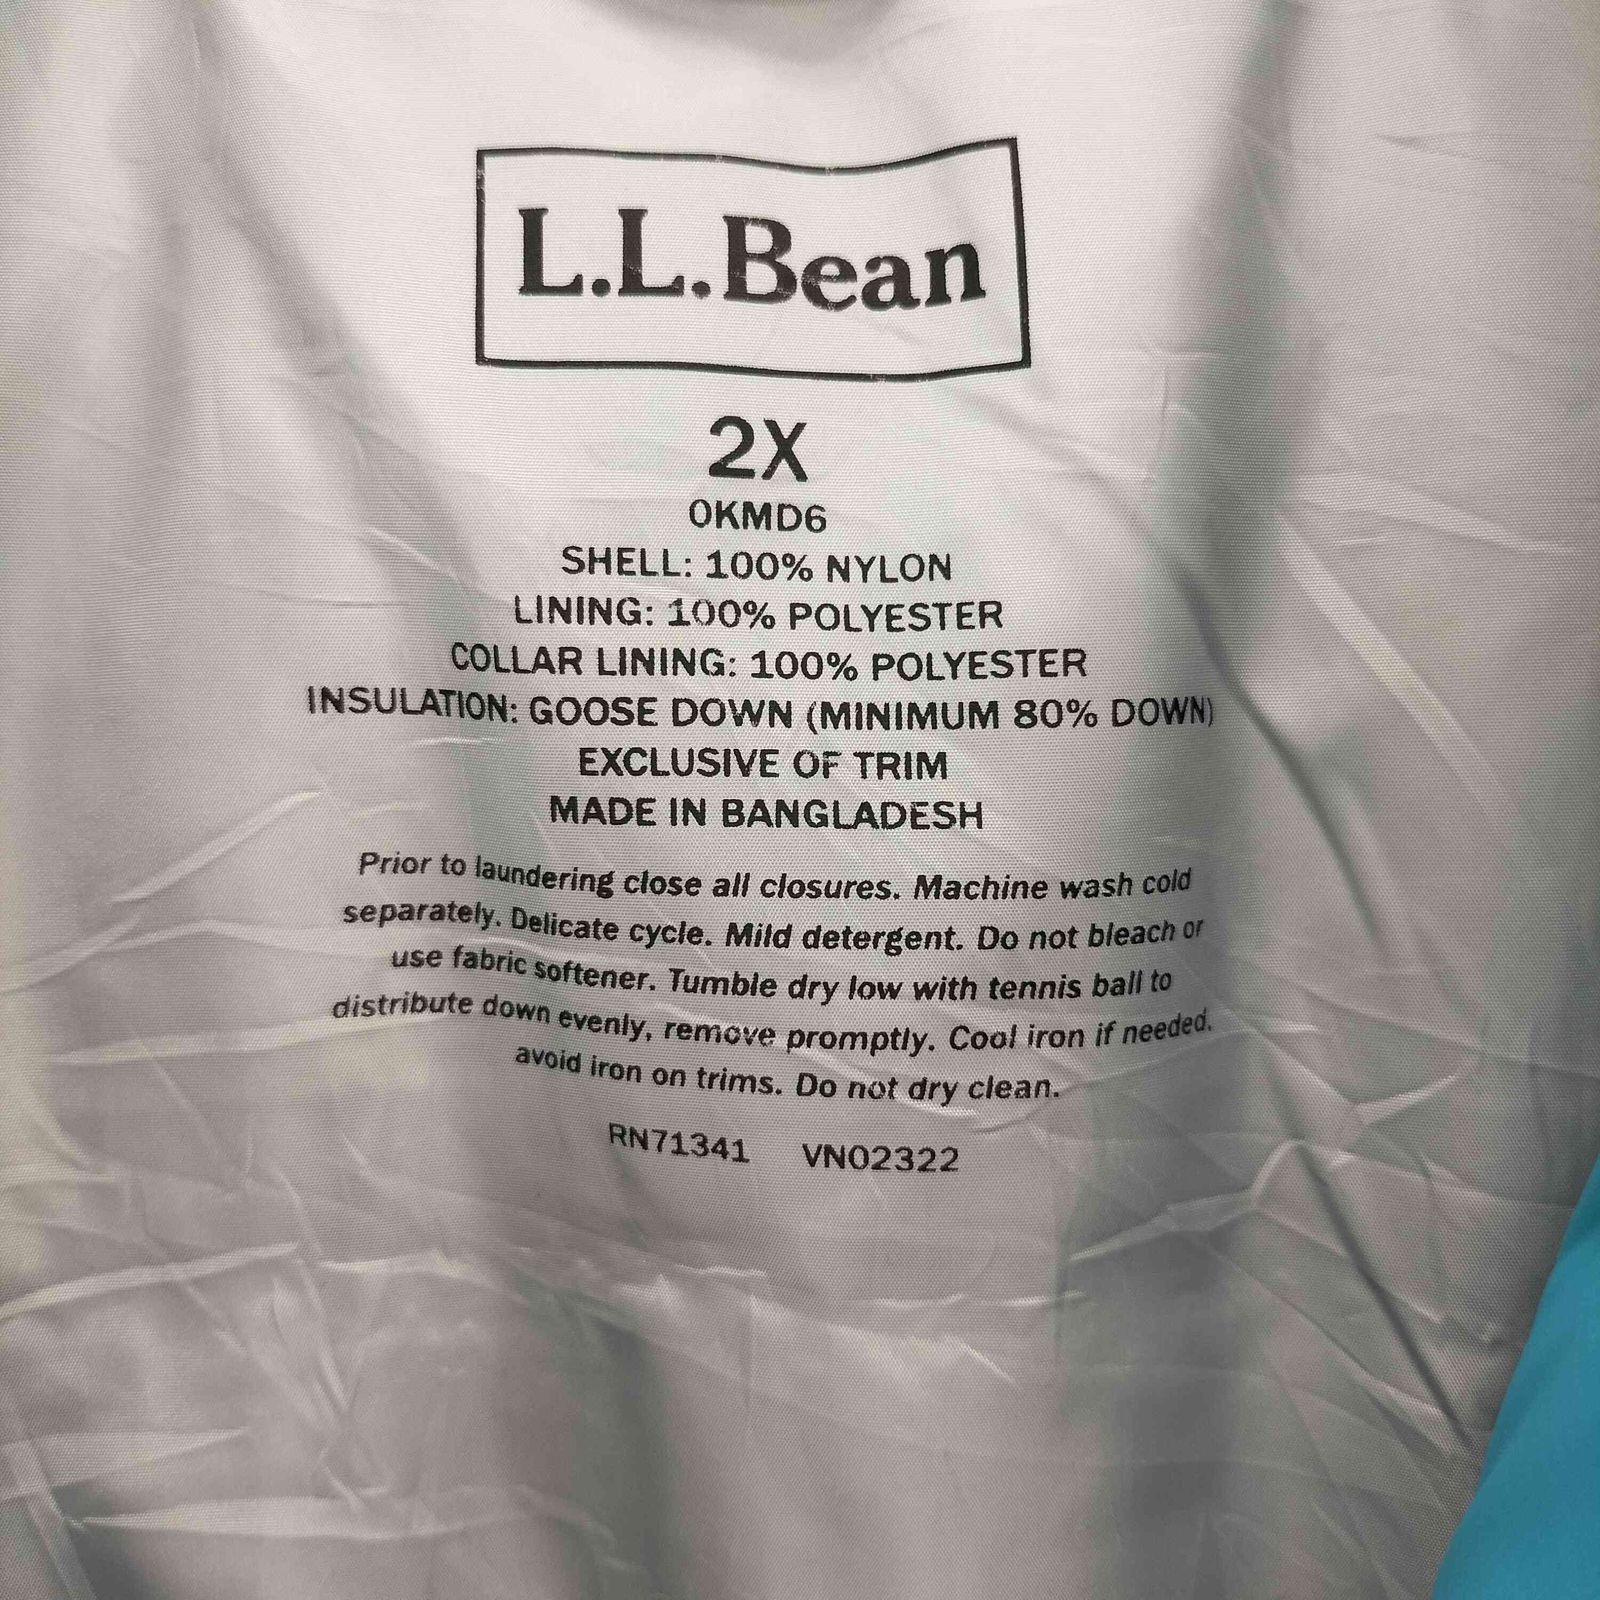 L.L.Bean
2X
0KMD6
SHELL: 100% NYLON
LINING: 100% POLYESTER
COLLAR LINING: 100% POLYESTER
INSULATION: GOOSE DOWN (MINIMUM 80% DOWN)
EXCLUSIVE OF TRIM
MADE IN BANGLADESH
Prior to laundering close all closures. Machine wash cold
separately. Delicate cycle. Mild detergent. Do not bleach or
use fabric softener. Tumble dry low with tennis ball to
distribute down evenly, remove promptly. Cool iron if needed.
avoid iron on trims. Do not dry clean.
RN71341 VN02322